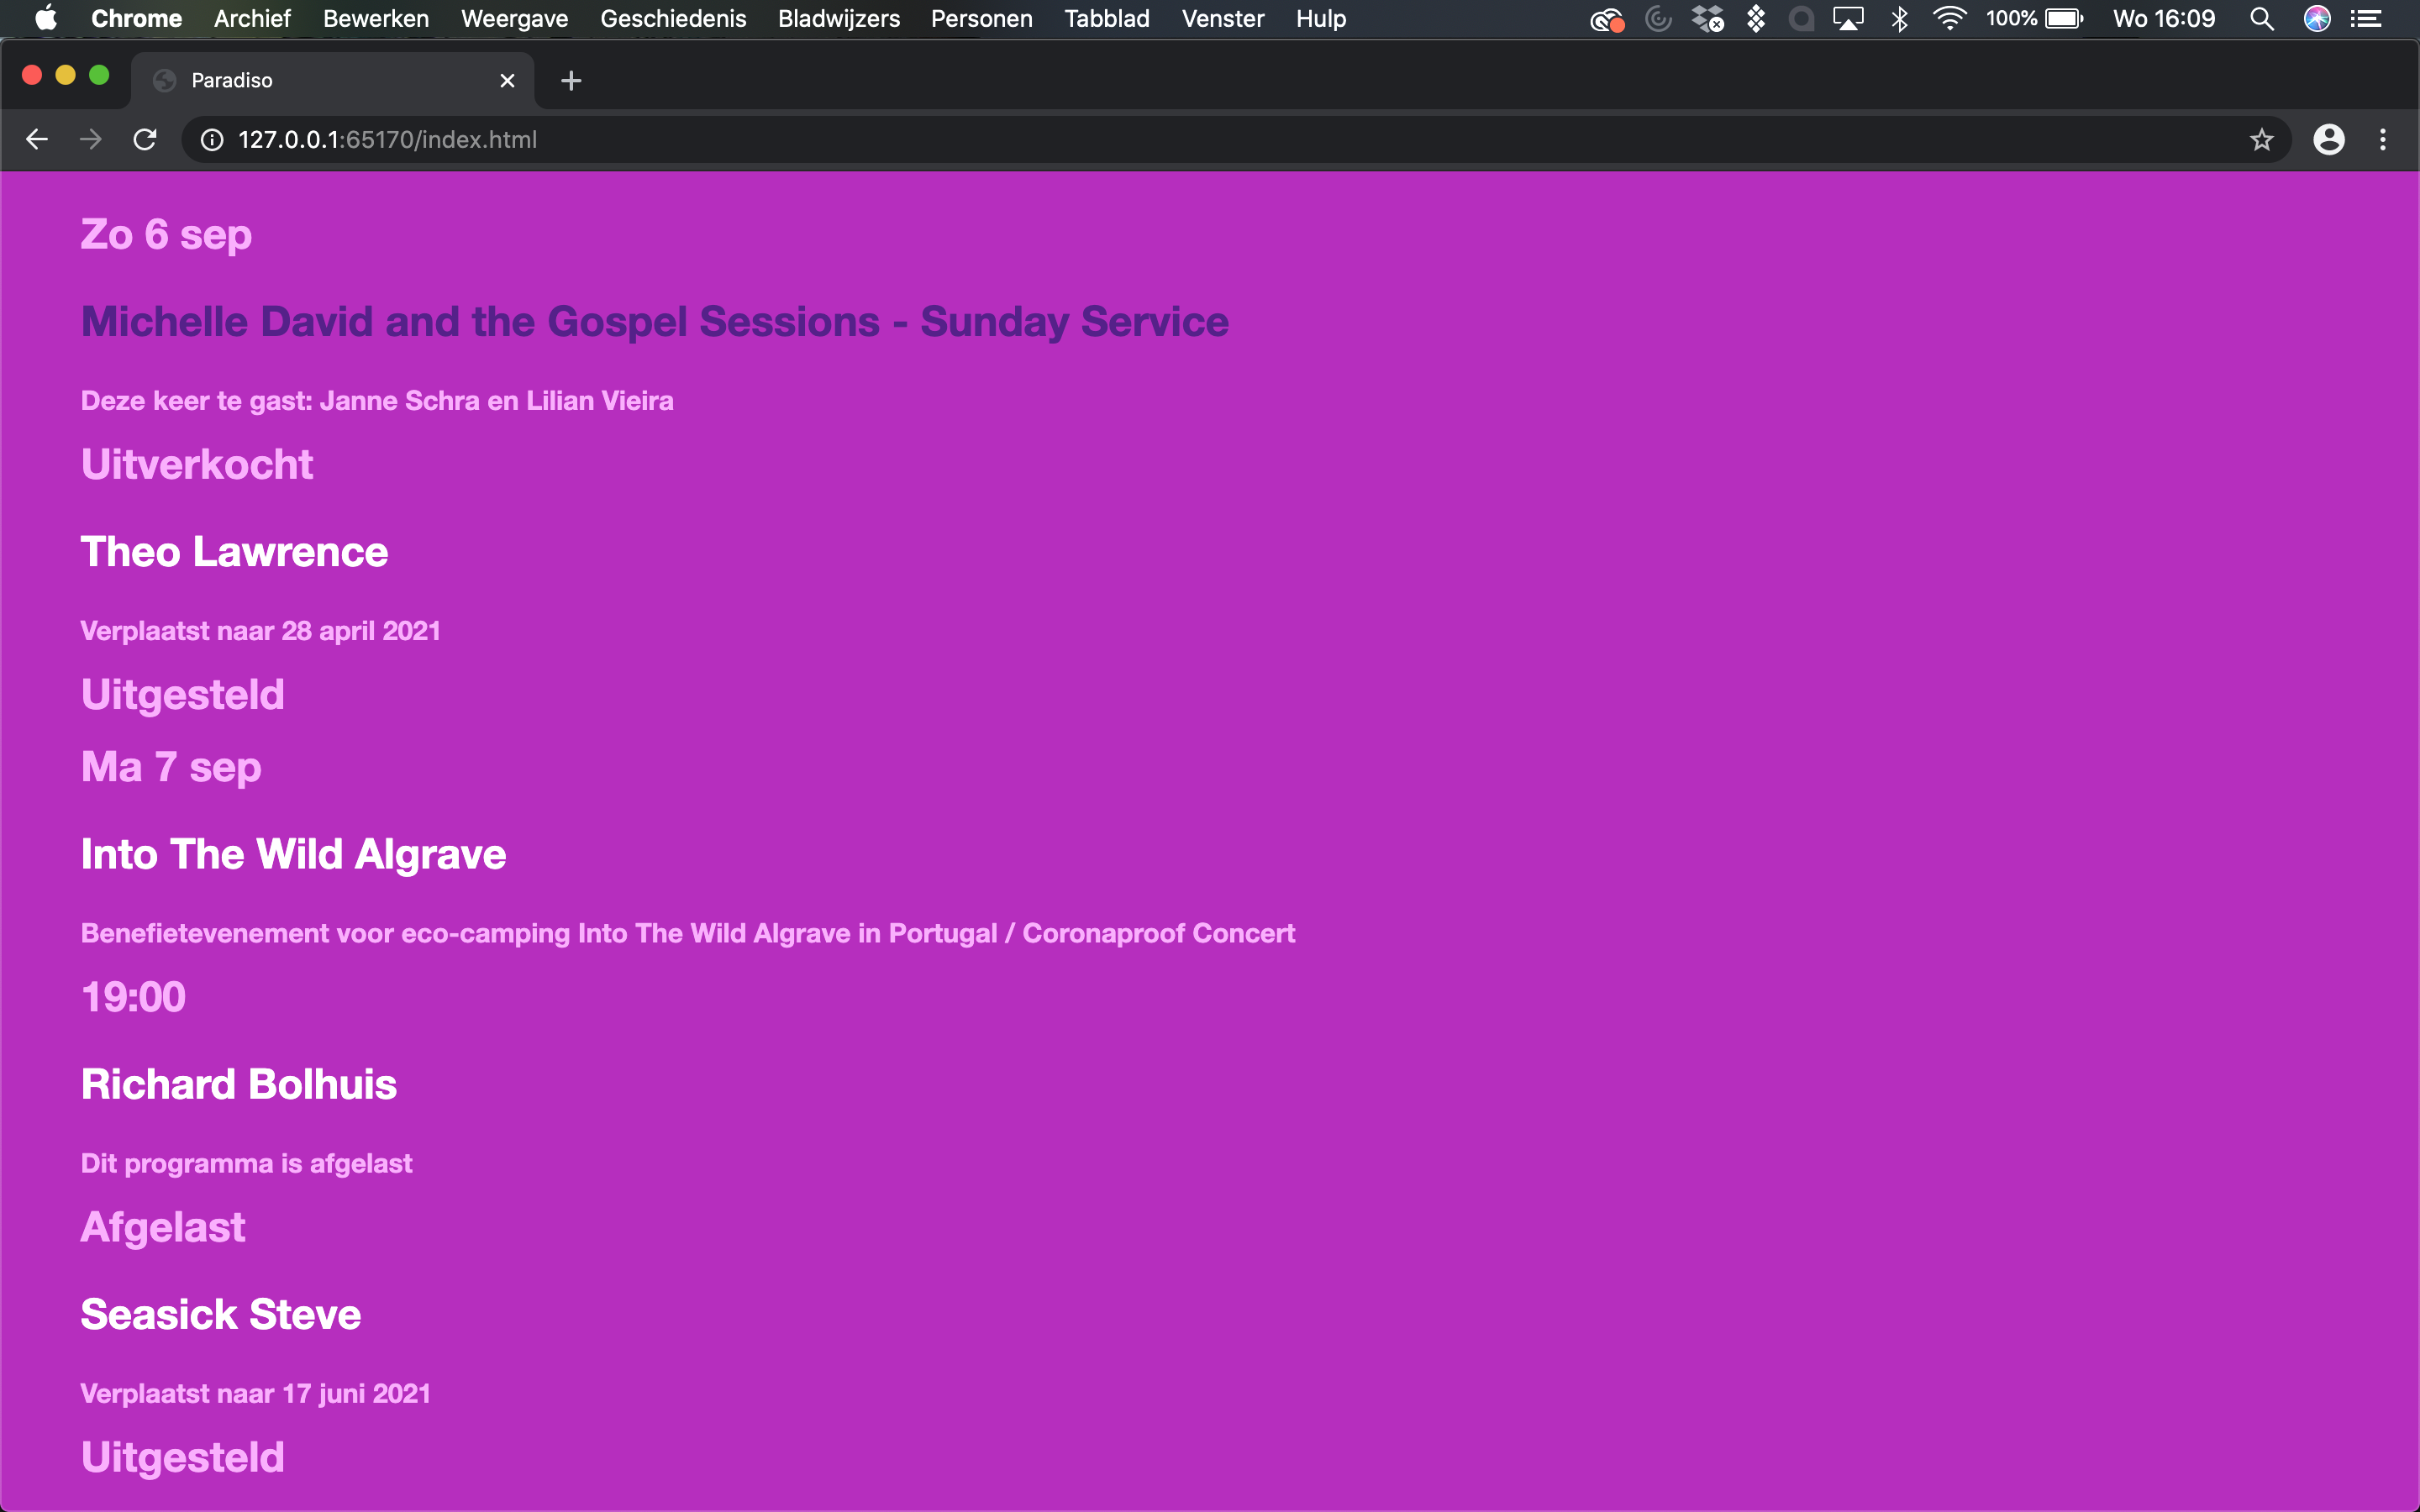 Chrome Archief Bewerken Weergave Geschiedenis Bladwijzers Personen Tabblad Venster Hulp 100% Wo 16:09
Paradiso
127.0.0.1:65170/index.html
Zo 6 sep
Michelle David and the Gospel Sessions - Sunday Service
Deze keer te gast: Janne Schra en Lilian Vieira
Uitverkocht
Theo Lawrence
Verplaatst naar 28 april 2021
Uitgesteld
Ma 7 sep
Into The Wild Algrave
Benefietevenement voor eco-camping Into The Wild Algrave in Portugal / Coronaproof Concert
19:00
Richard Bolhuis
Dit programma is afgelast
Afgelast
Seasick Steve
Verplaatst naar 17 juni 2021
Uitgesteld